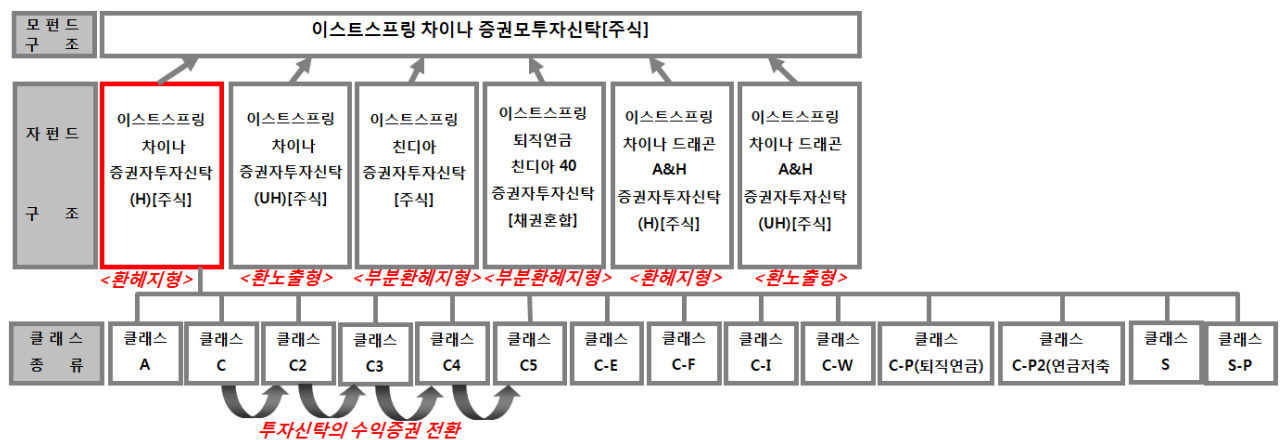 모 펀 드
구 조
이스트스프링 차이나 증권모투자신탁[주식]
자 펀 드
구 조
이스트스프링
차이나
증권자투자신탁
(H)[주식]
이스트스프링
차이나
증권자투자신탁
(UH)[주식]
이스트스프링
친디아
증권자투자신탁
[주식]
이스트스프링
퇴직연금
친디아 40
증권자투자신탁
[채권혼합]
이스트스프링
차이나 드래곤
A&H
증권자투자신탁
(H)[주식]
이스트스프링
차이나 드래곤
A&H
증권자투자신탁
(UH)[주식]
<환헤지형>
<환노출형>
<부분환헤지형>
<부분환헤지형>
<환헤지형>
<환노출형>
클 래 스
종 류
클래스
A
클래스
C
클래스
C2
클래스
C3
클래스
C4
클래스
C5
클래스
C-E
클래스
C-F
클래스
C-I
클래스
C-W
클래스
C-P(퇴직연금)
클래스
C-P2(연금저축
클래스
S
클래스
S-P
투자신탁의 수익증권 전환